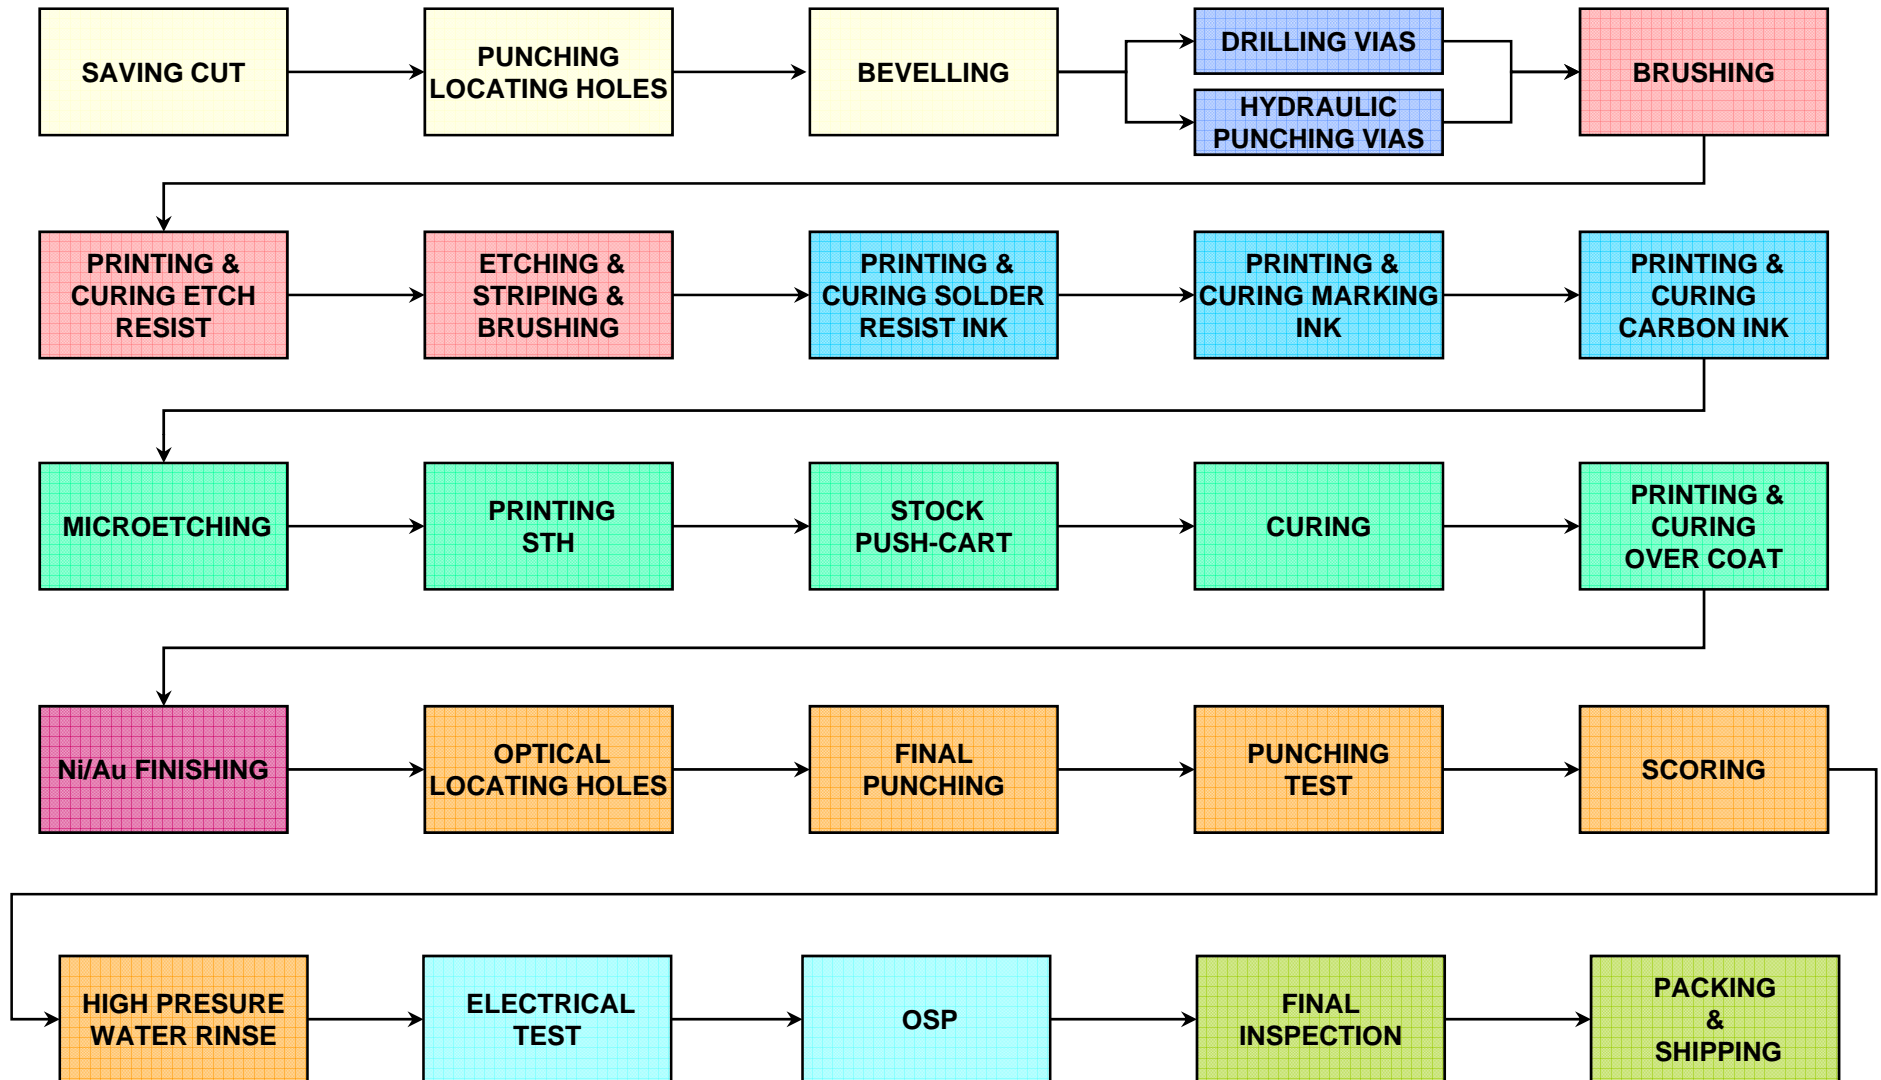 SAVING CUT
PUNCHING
LOCATING HOLES
BEVELLING
DRILLING VIAS
HYDRAULIC
PUNCHING VIAS
BRUSHING
PRINTING &
CURING ETCH
RESIST
ETCHING &
STRIPING &
BRUSHING
PRINTING &
CURING SOLDER
RESIST INK
PRINTING &
CURING MARKING
INK
PRINTING &
CURING
CARBON INK
MICROETCHING
PRINTING
STH
STOCK
PUSH-CART
CURING
PRINTING &
CURING
OVER COAT
Ni/Au FINISHING
OPTICAL
LOCATING HOLES
FINAL
PUNCHING
PUNCHING
TEST
SCORING
HIGH PRESURE
WATER RINSE
ELECTRICAL
TEST
OSP
FINAL
INSPECTION
PACKING
&
SHIPPING